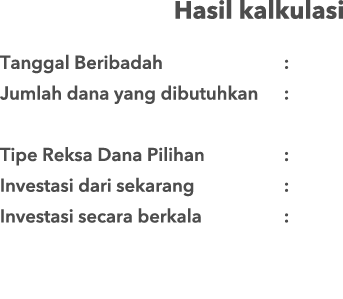 Hasil kalkulasi
Tanggal Beribadah :
Jumlah dana yang dibutuhkan :
Tipe Reksa Dana Pilihan :
Investasi dari sekarang :
Investasi secara berkala :